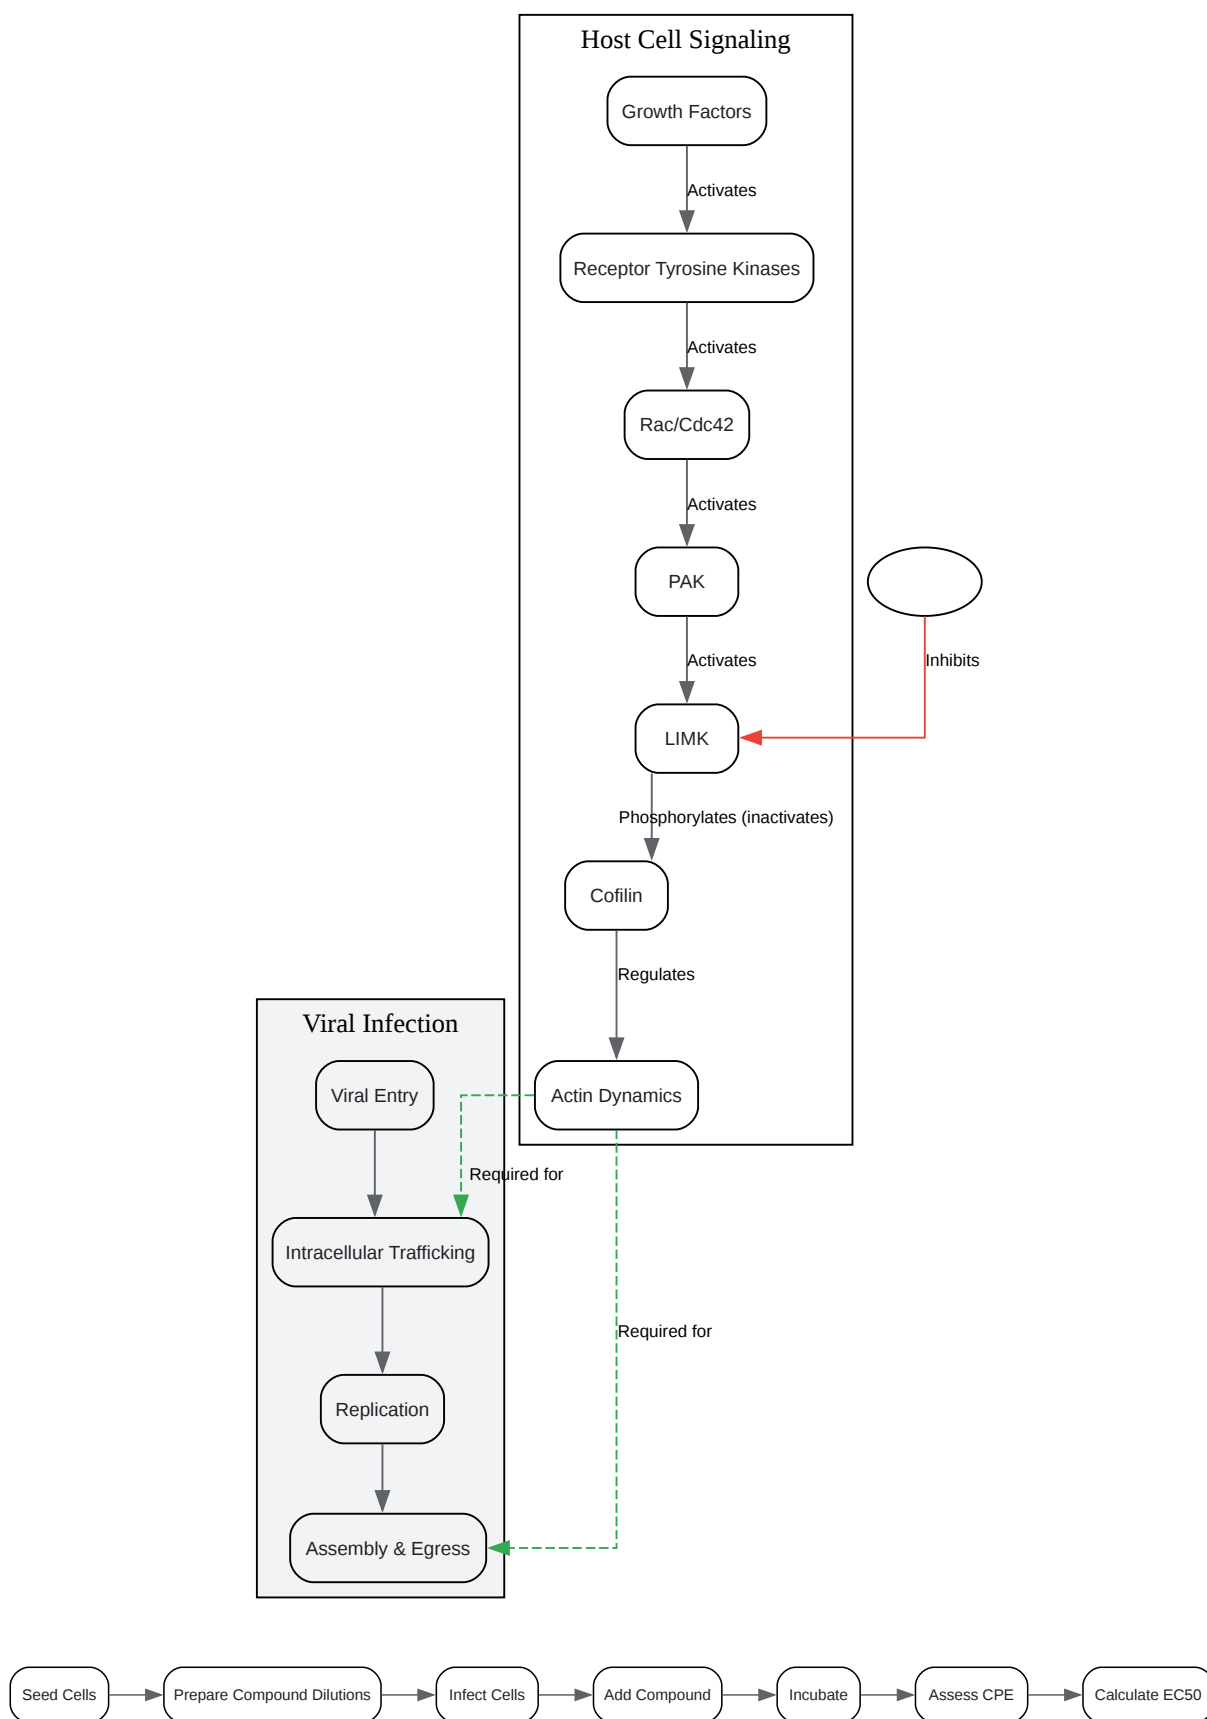 Host Cell Signaling
Growth Factors
Activates
Receptor Tyrosine Kinases
Activates
Rac/Cdc42
Activates
PAK
Activates
Inhibits
LIMK
Phosphorylates (inactivates)
Cofilin
Regulates
Actin Dynamics
Viral Infection
Viral Entry
Required for
Intracellular Trafficking
Required for
Replication
Assembly & Egress
Seed Cells
Prepare Compound Dilutions
Infect Cells
Add Compound
Incubate
Assess CPE
Calculate EC50